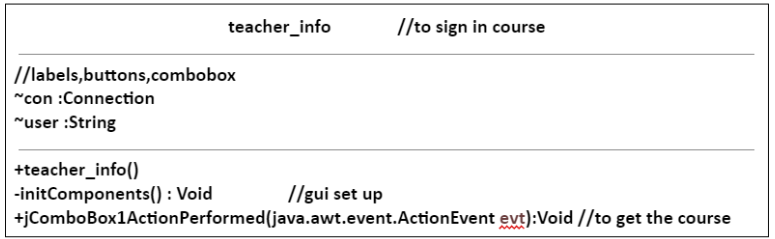 teacher_info //to sign in course
//labels,buttons,combobox
~con :Connection
~user :String
+teacher_info()
-initComponents() : Void //gui set up
+jComboBox1ActionPerformed(java.awt.event.ActionEvent evt):Void //to get the course